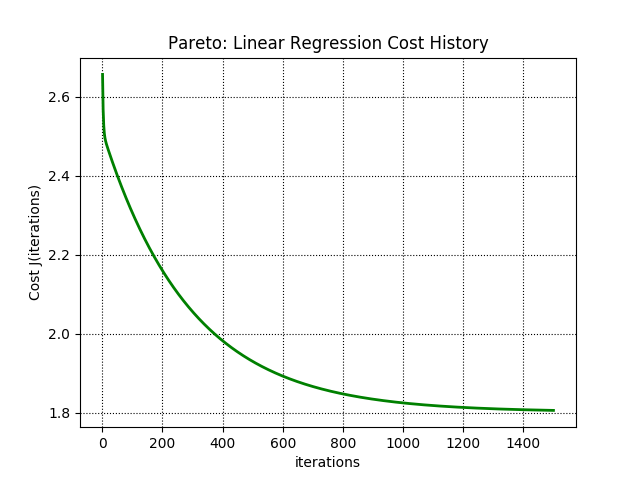 Pareto: Linear Regression Cost History
2.6
2.4
2.2
2.0
1.8
Cost J(iterations)
0 200 400 600 800 1000 1200 1400
iterations